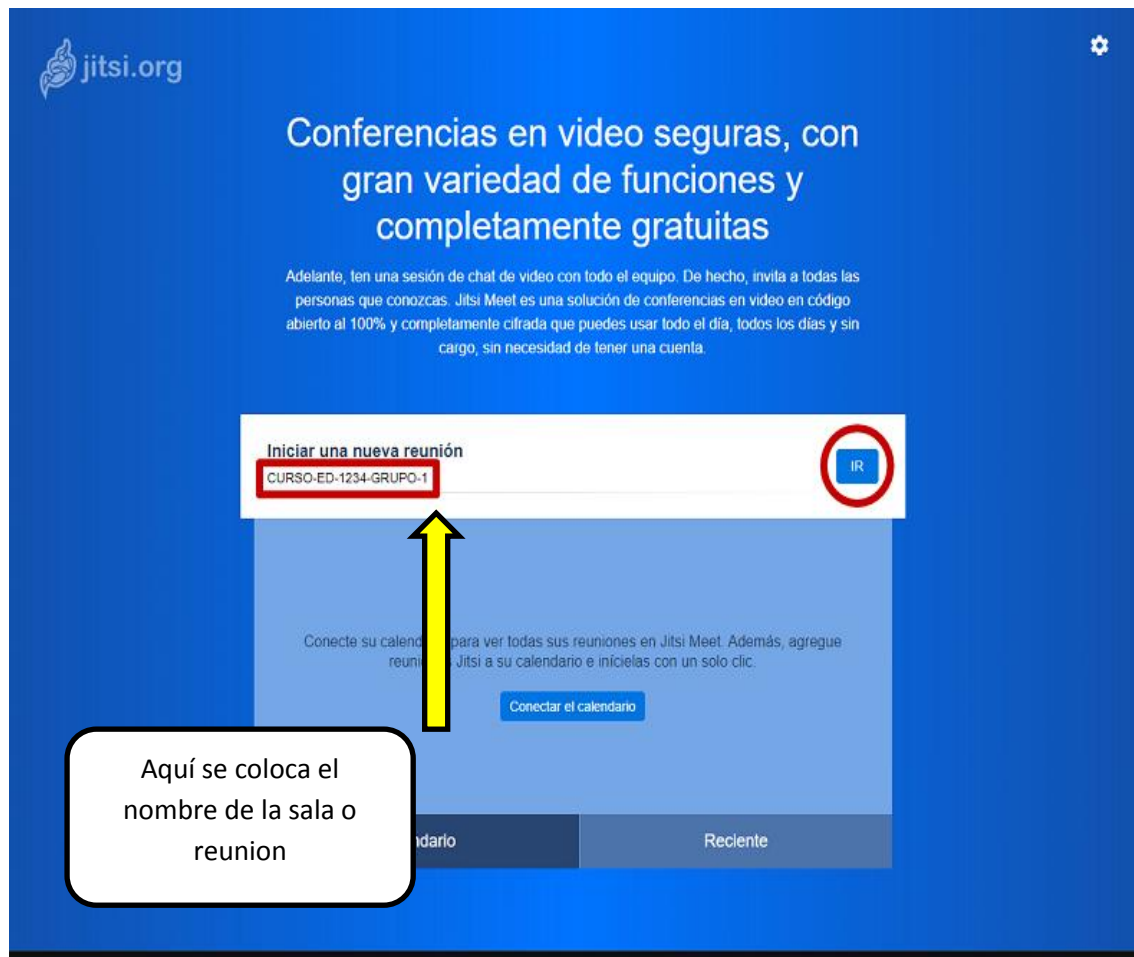 jitsi.org
Conferencias en video seguras, con
gran variedad de funciones y
completamente gratuitas
Adelante, ten una sesión de chat de video con todo el equipo. De hecho, invita a todas las
personas que conozcas. Jitsi Meet es una solución de conferencias en video en código
abierto al 100% y completamente cifrada que puedes usar todo el día, todos los días y sin
cargo, sin necesidad de tener una cuenta.
Iniciar una nueva reunión
CURSO-ED-1234-GRUPO-1
IR
Conecte su para ver todas sus reuniones en Jitsi Meet. Además, agregue
Jitsi a su calendario e inícielas con un solo clic.
Conectar el calendario
Aquí se coloca el
nombre de la sala o
reunion
Reciente